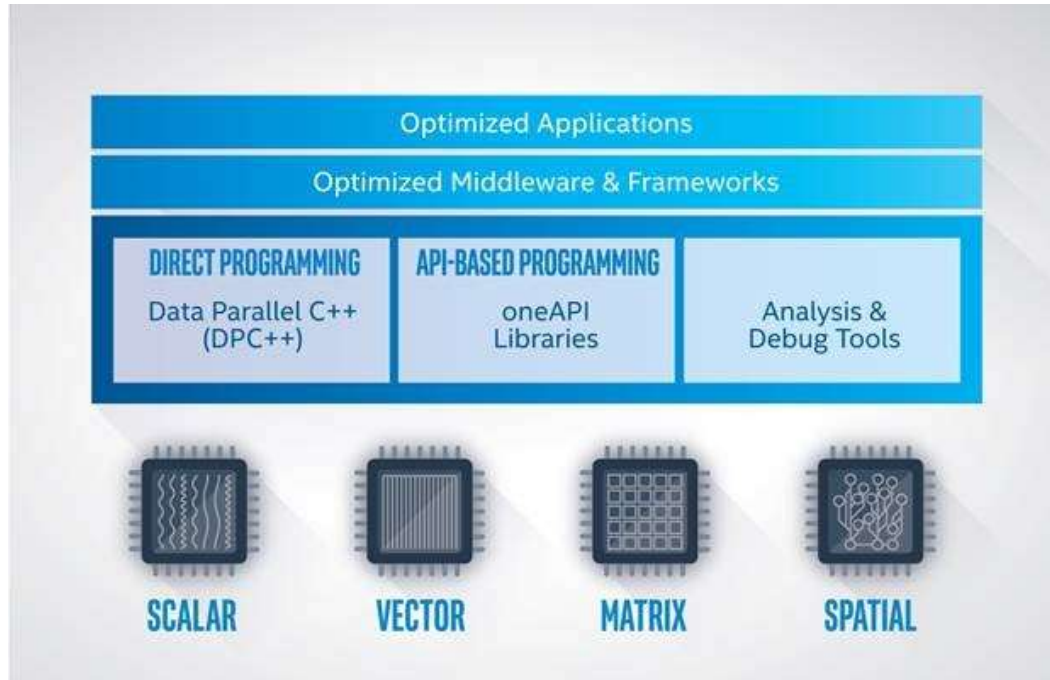 Optimized Applications
Optimized Middleware & Frameworks
DIRECT PROGRAMMING
Data Parallel C++
(DPC++)
API-BASED PROGRAMMING
oneAPI
Libraries
Analysis &
Debug Tools
SCALAR
VECTOR
MATRIX
SPATIAL